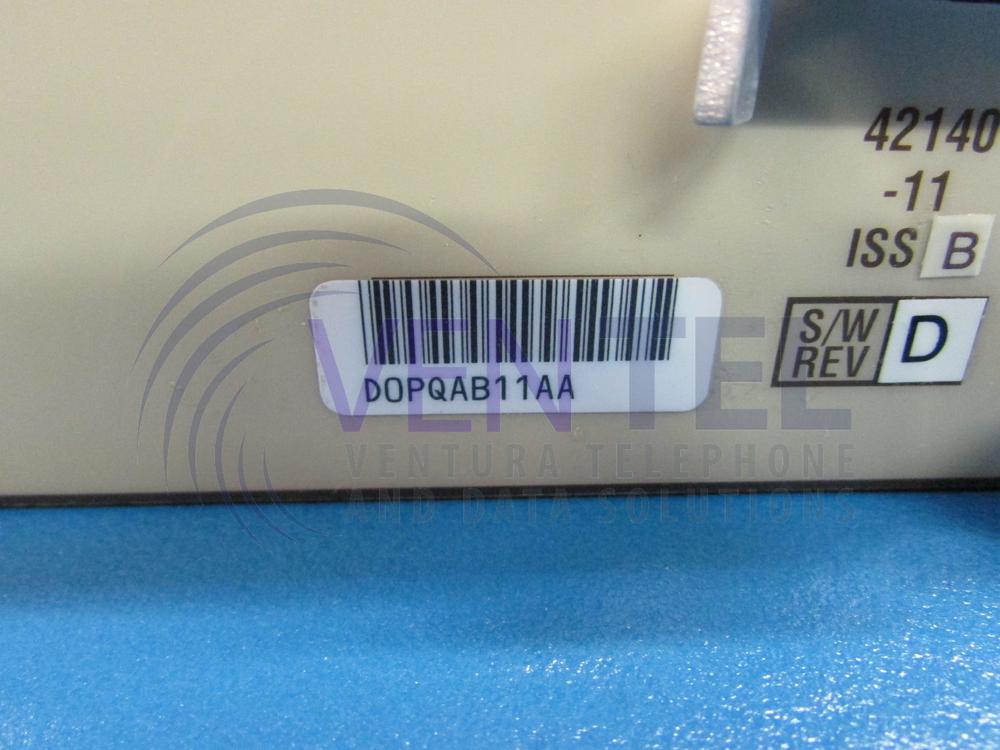 42140
-11
ISS B
S/W
REV D
DOPQAB11AA
VENTEL
VENTURA TELEPHONE
AND DATA SOLUTIONS